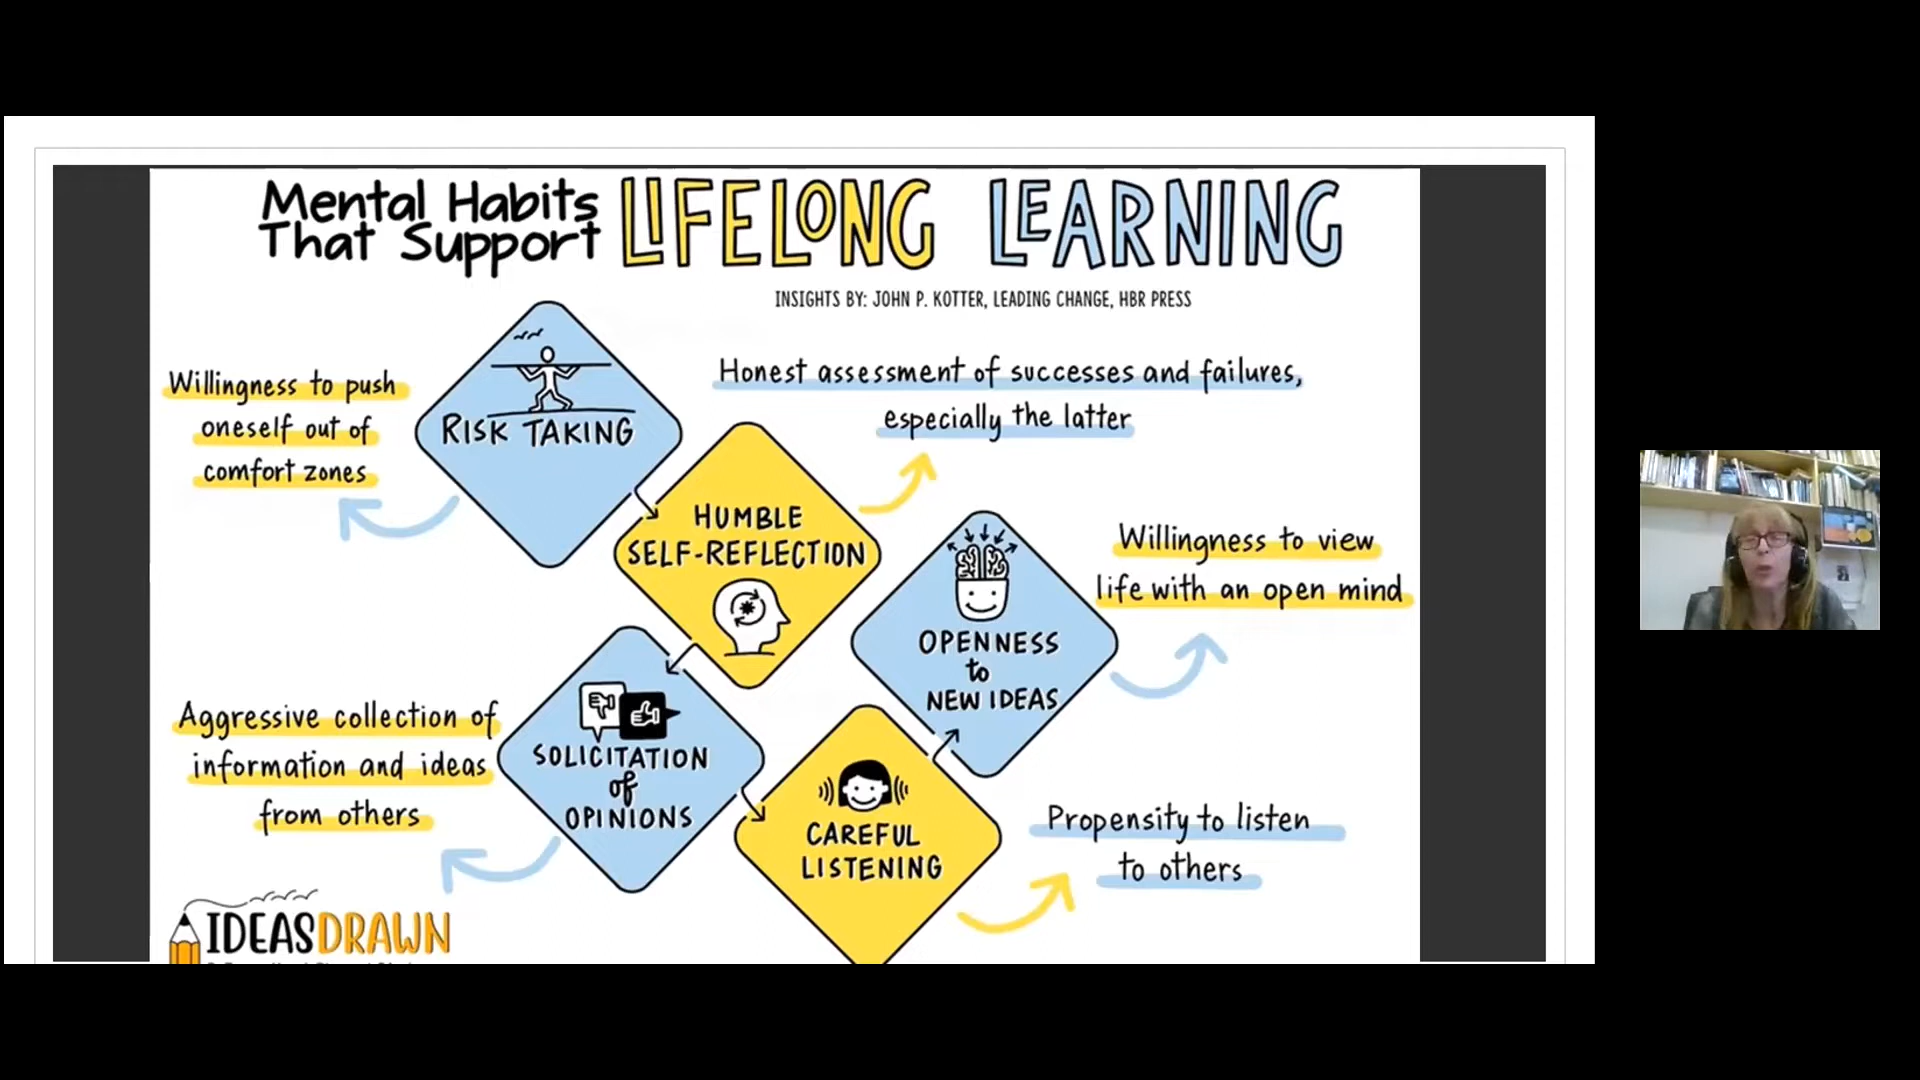 Mental Habits
That Support
LIFELONG LEARNING
INSIGHTS BY: JOHN P. KOTTER, LEADING CHANGE, HBR PRESS
Willingness to push
oneself out of
comfort zones
RISK TAKING
Honest assessment of successes and failures,
especially the latter
HUMBLE
SELF-REFLECTION
Willingness to view
life with an open mind
OPENNESS
to
NEW IDEAS
Aggressive collection of
information and ideas
from others
SOLICITATION
of
OPINIONS
CAREFUL
LISTENING
Propensity to listen
to others
IDEASDRAWN